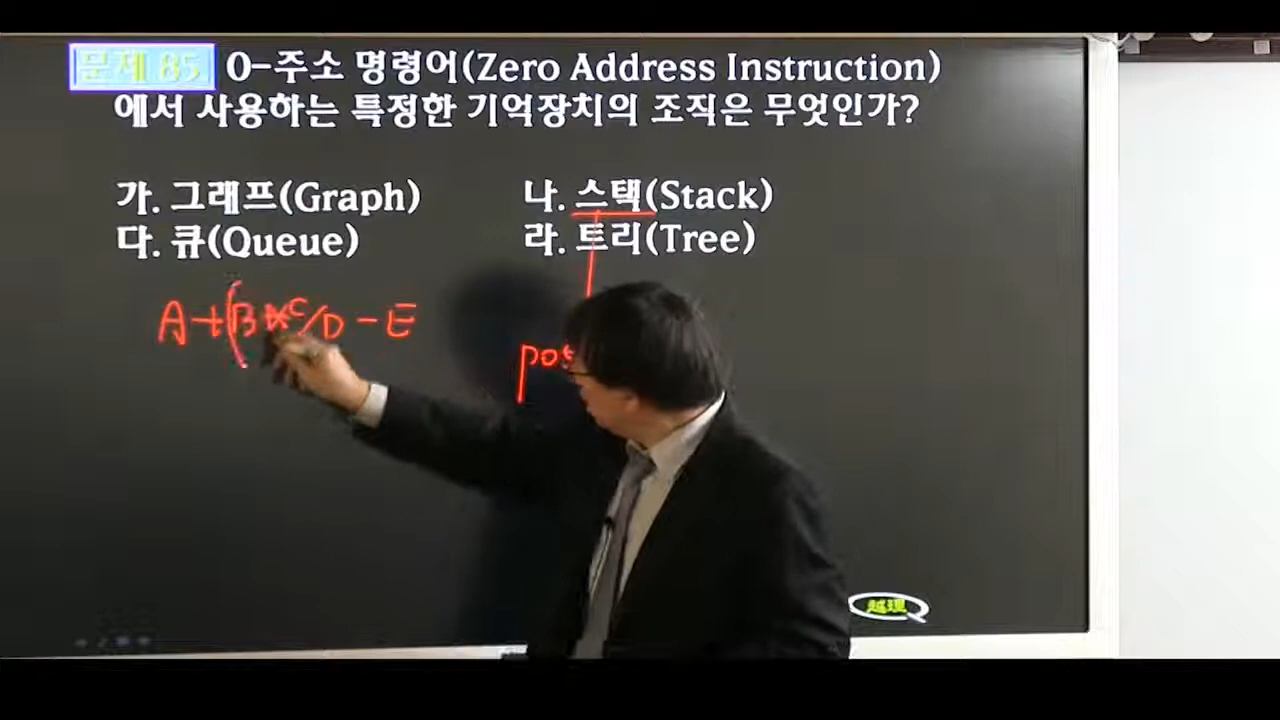 문제 85 0-주소 명령어(Zero Address Instruction)
에서 사용하는 특정한 기억장치의 조직은 무엇인가?
가. 그래프(Graph) 나. 스택(Stack)
다. 큐(Queue) 라. 트리(Tree)
A+(B*C/D-E
pos